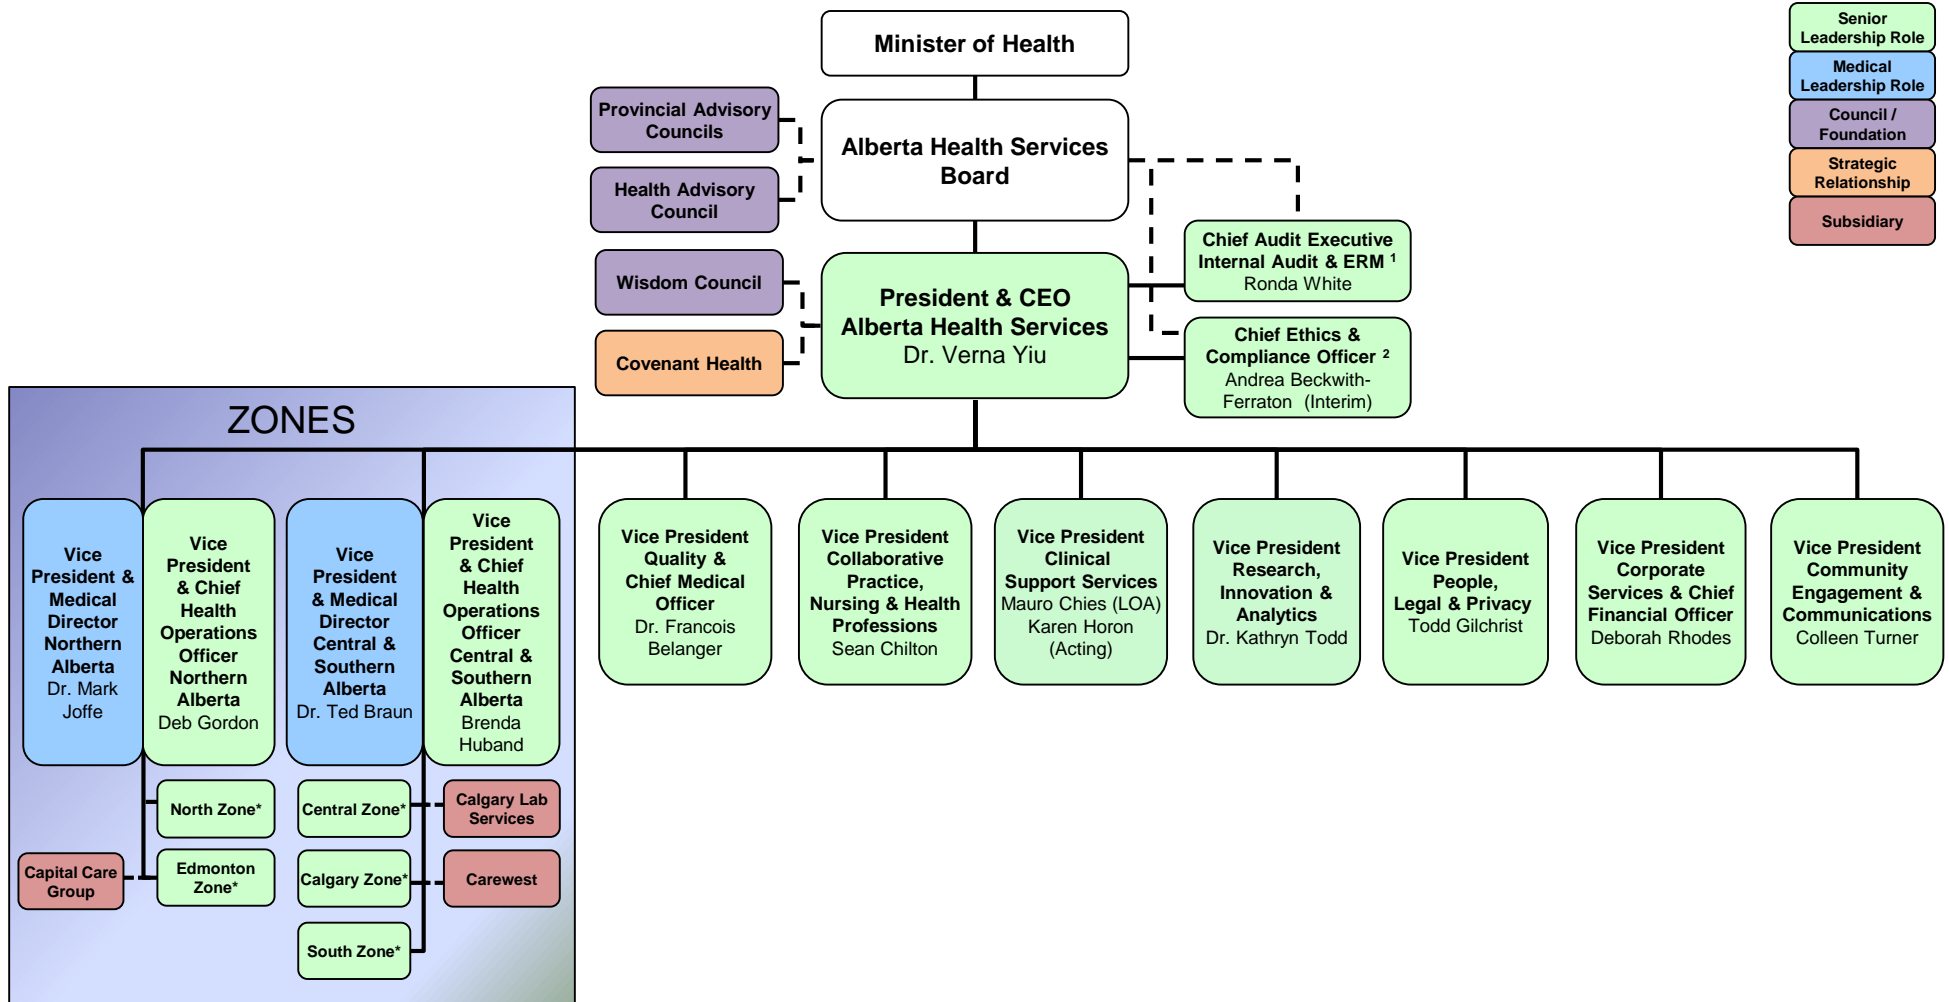 Minister of Health
Senior
Leadership Role
Medical
Leadership Role
Council /
Foundation
Strategic
Relationship
Subsidiary
Provincial Advisory
Councils
Health Advisory
Council
Alberta Health Services
Board
Wisdom Council
Covenant Health
President & CEO
Alberta Health Services
Dr. Verna Yiu
Chief Audit Executive
Internal Audit & ERM ¹
Ronda White
Chief Ethics &
Compliance Officer ²
Andrea Beckwith-
Ferraton (Interim)
ZONES
Vice
President &
Medical
Director
Northern
Alberta
Dr. Mark
Joffe
Vice
President
& Chief
Health
Operations
Officer
Northern
Alberta
Deb Gordon
Vice
President
& Medical
Director
Central &
Southern
Alberta
Dr. Ted Braun
Vice
President
& Chief
Health
Operations
Officer
Central &
Southern
Alberta
Brenda
Huband
Vice President
Quality &
Chief Medical
Officer
Dr. Francois
Belanger
Vice President
Collaborative
Practice,
Nursing & Health
Professions
Sean Chilton
Vice President
Clinical
Support Services
Mauro Chies (LOA)
Karen Horon
(Acting)
Vice President
Research,
Innovation &
Analytics
Dr. Kathryn Todd
Vice President
People,
Legal & Privacy
Todd Gilchrist
Vice President
Corporate
Services & Chief
Financial Officer
Deborah Rhodes
Vice President
Community
Engagement &
Communications
Colleen Turner
North Zone*
Central Zone*
Calgary Lab
Services
Capital Care
Group
Edmonton
Zone*
Calgary Zone*
Carewest
South Zone*